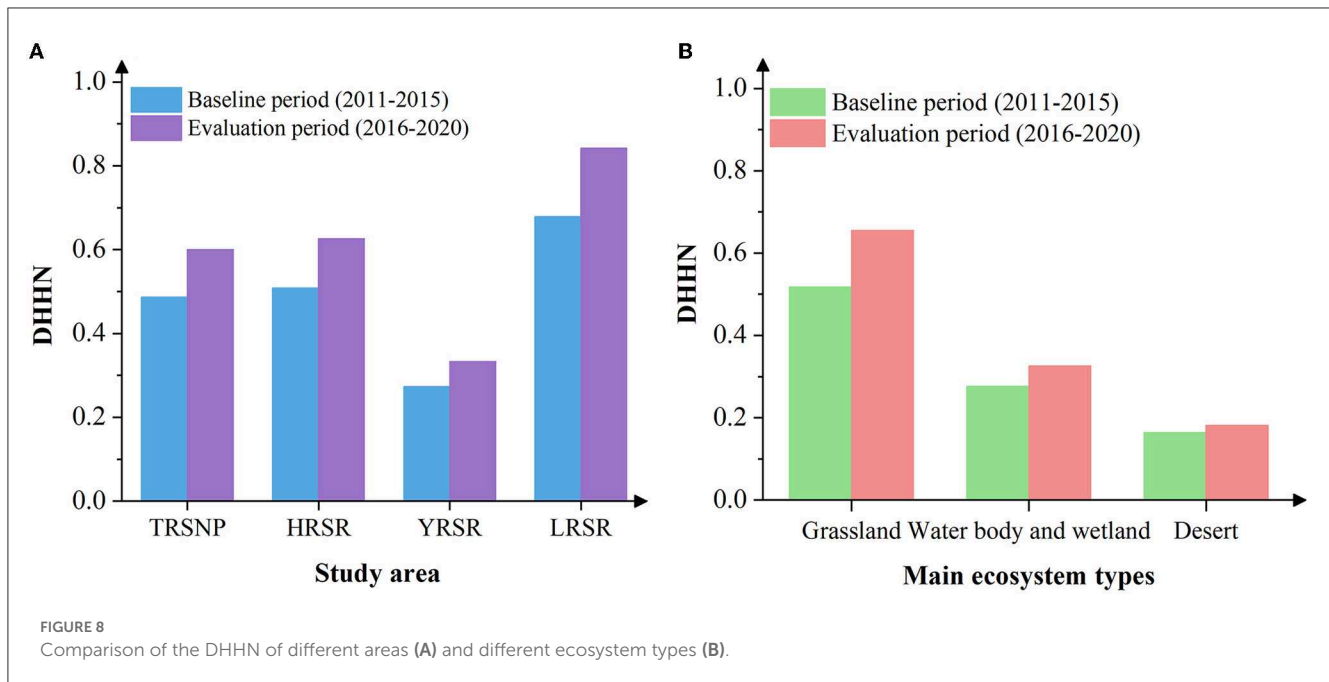 A
1.0
0.8
0.6
0.4
0.2
0.0
DHHN
Baseline period (2011-2015)
Evaluation period (2016-2020)
TRSNP HRSR YRSR LRSR
Study area
B
1.0
0.8
0.6
0.4
0.2
0.0
DHHN
Baseline period (2011-2015)
Evaluation period (2016-2020)
Grassland Water body and wetland Desert
Main ecosystem types
FIGURE 8
Comparison of the DHHN of different areas (A) and different ecosystem types (B).